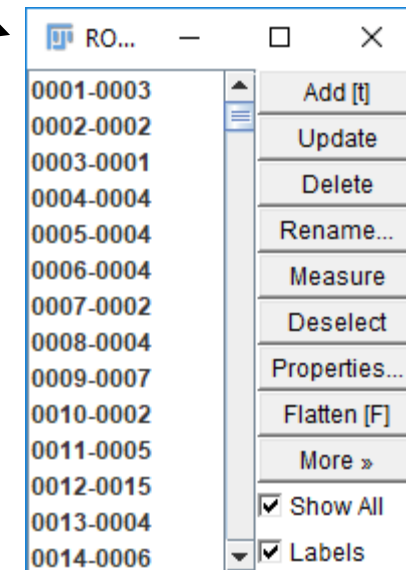 RO...
0001-0003
0002-0002
0003-0001
0004-0004
0005-0004
0006-0004
0007-0002
0008-0004
0009-0007
0010-0002
0011-0005
0012-0015
0013-0004
0014-0006
Add [t]
Update
Delete
Rename...
Measure
Deselect
Properties...
Flatten [F]
More »
Show All
Labels